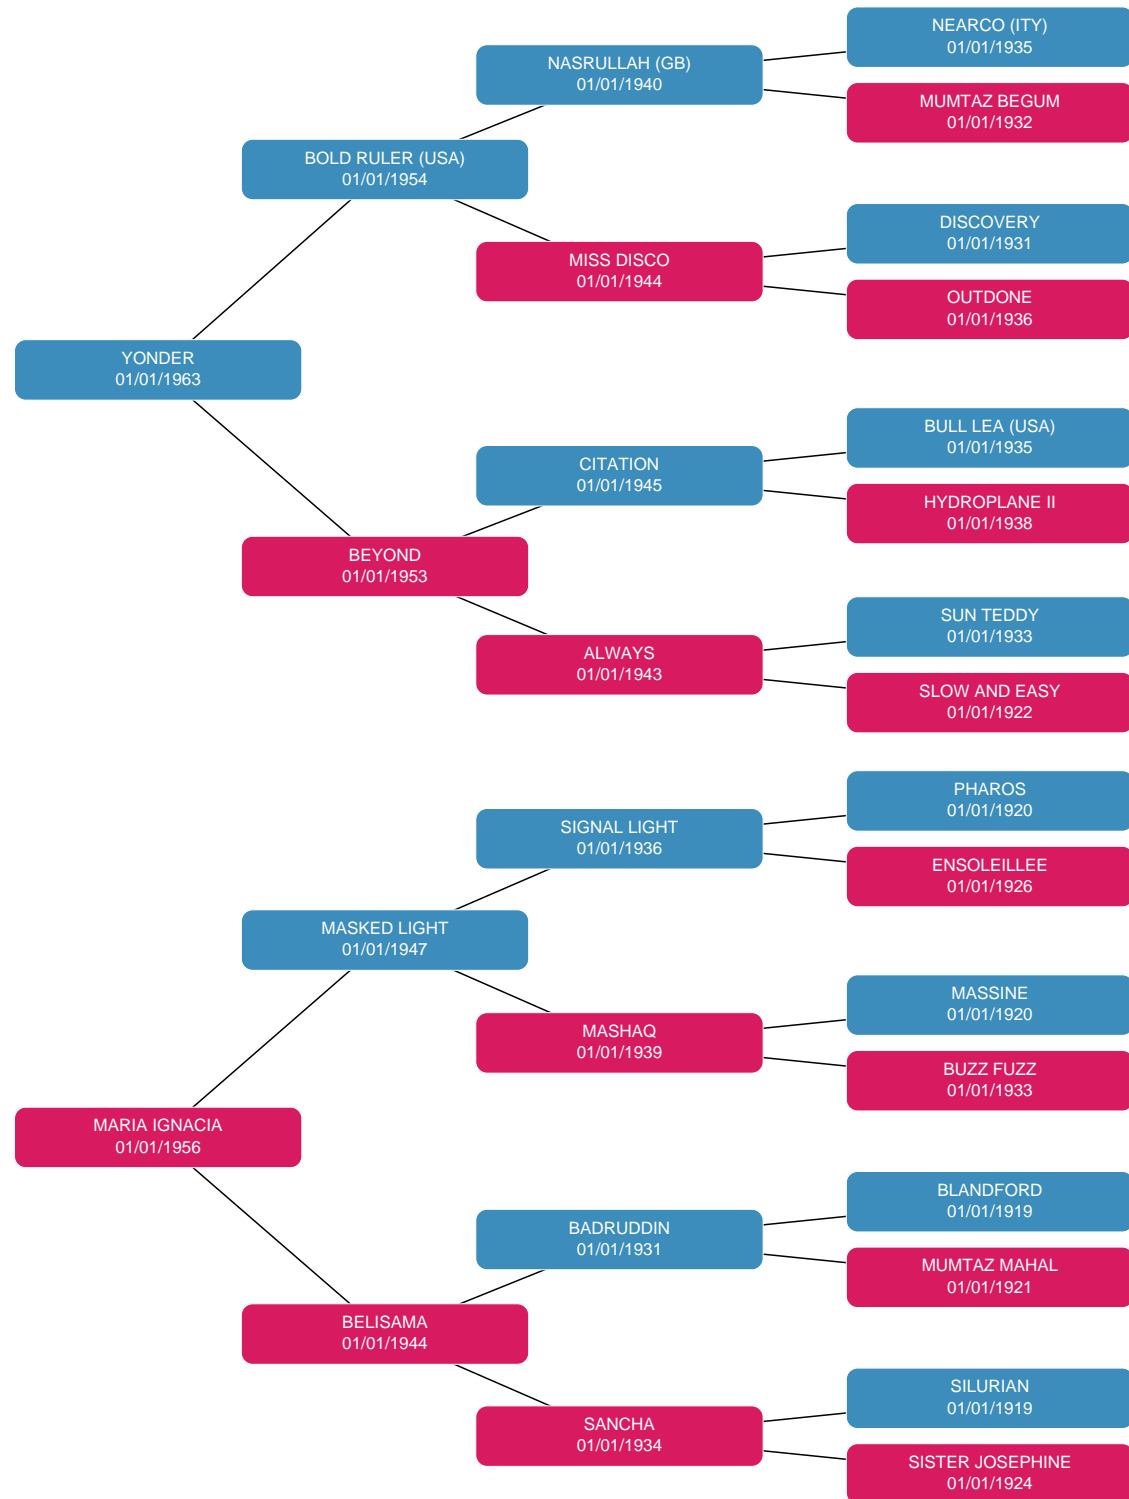 NEARCO (ITY)
01/01/1935
NASRULLAH (GB)
01/01/1940
MUMTAZ BEGUM
01/01/1932
BOLD RULER (USA)
01/01/1954
DISCOVERY
01/01/1931
MISS DISCO
01/01/1944
OUTDONE
01/01/1936
YONDER
01/01/1963
BULL LEA (USA)
01/01/1935
CITATION
01/01/1945
HYDROPLANE II
01/01/1938
BEYOND
01/01/1953
SUN TEDDY
01/01/1933
ALWAYS
01/01/1943
SLOW AND EASY
01/01/1922
PHAROS
01/01/1920
SIGNAL LIGHT
01/01/1936
ENSOLEILLEE
01/01/1926
MASKED LIGHT
01/01/1947
MASSINE
01/01/1920
MASHAQ
01/01/1939
BUZZ FUZZ
01/01/1933
MARIA IGNACIA
01/01/1956
BLANDFORD
01/01/1919
BADRUDDIN
01/01/1931
MUMTAZ MAHAL
01/01/1921
BELISAMA
01/01/1944
SILURIAN
01/01/1919
SANCHA
01/01/1934
SISTER JOSEPHINE
01/01/1924